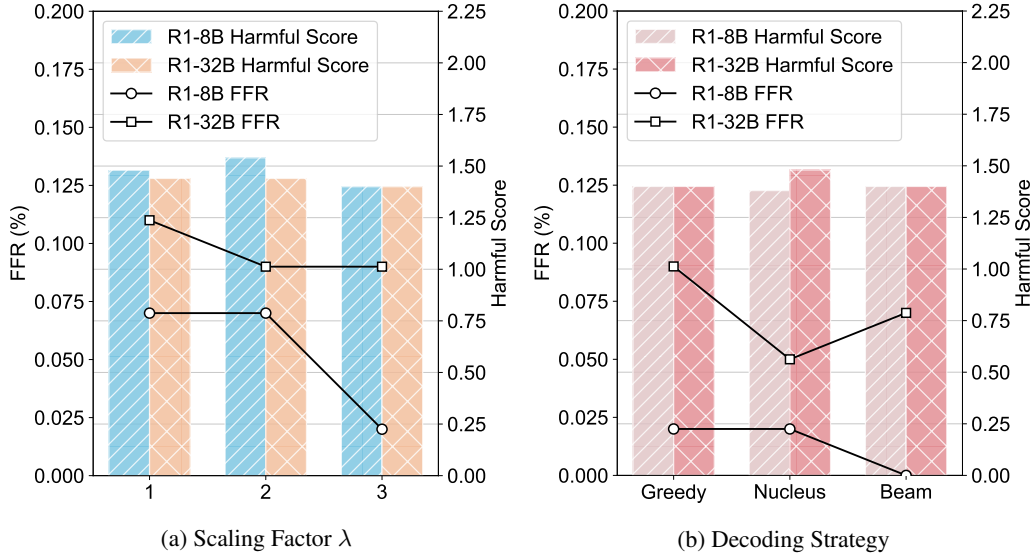 0.200
0.175
0.150
0.125
0.100
0.075
0.050
0.025
0.000
FFR (%)
R1-8B Harmful Score
R1-32B Harmful Score
R1-8B FFR
R1-32B FFR
2.25
2.00
1.75
1.50
1.25
1.00
0.75
0.50
0.25
0.00
Harmful Score
1 2 3
(a) Scaling Factor λ
0.200
0.175
0.150
0.125
0.100
0.075
0.050
0.025
0.000
FFR (%)
R1-8B Harmful Score
R1-32B Harmful Score
R1-8B FFR
R1-32B FFR
2.25
2.00
1.75
1.50
1.25
1.00
0.75
0.50
0.25
0.00
Harmful Score
Greedy Nucleus Beam
(b) Decoding Strategy